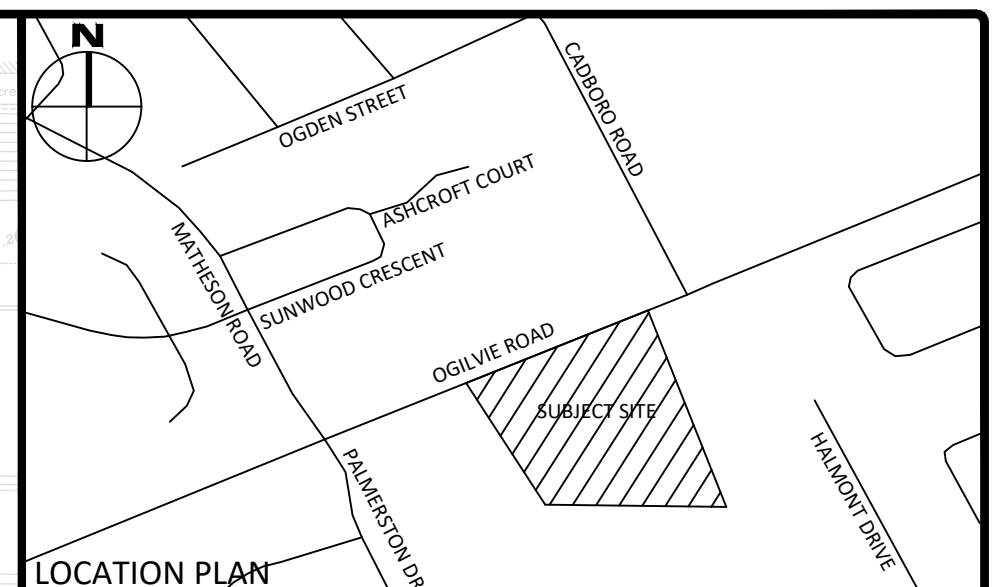 N
OGDEN STREET
CADBORO ROAD
ASHCROFT COURT
MATHESON ROAD
SUNWOOD CRESCENT
OGILVIE ROAD
SUBJECT SITE
HALMONT DRIVE
PALMERSTON DR
LOCATION PLAN